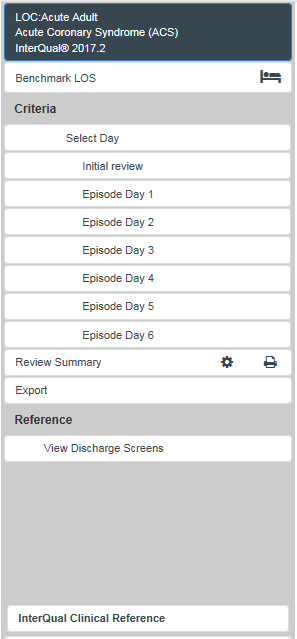 LOC:Acute Adult
Acute Coronary Syndrome (ACS)
InterQual® 2017.2
Benchmark LOS
Criteria
Select Day
Initial review
Episode Day 1
Episode Day 2
Episode Day 3
Episode Day 4
Episode Day 5
Episode Day 6
Review Summary
Export
Reference
View Discharge Screens
InterQual Clinical Reference